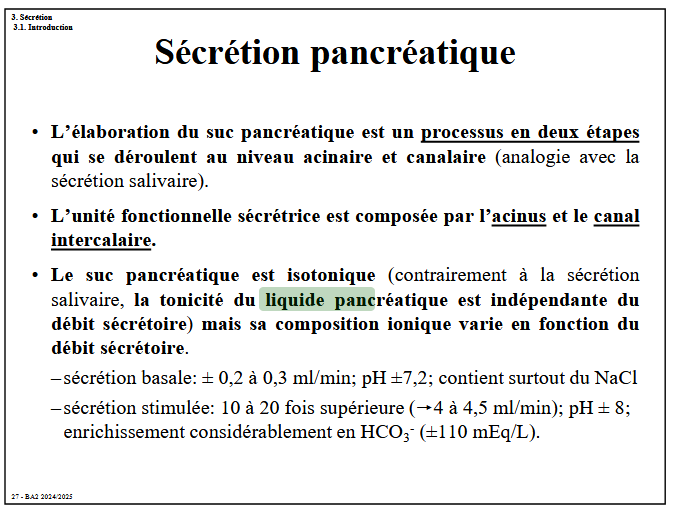 3. Sécrétion
3.1. Introduction
Sécrétion pancréatique
• L’élaboration du suc pancréatique est un processus en deux étapes
qui se déroulent au niveau acinaire et canalaire (analogie avec la
sécrétion salivaire).
• L’unité fonctionnelle sécrétrice est composée par l’acinus et le canal
intercalaire.
• Le suc pancréatique est isotonique (contrairement à la sécrétion
salivaire, la tonicité du liquide pancréatique est indépendante du
débit sécrétoire) mais sa composition ionique varie en fonction du
débit sécrétoire.
–sécrétion basale: ± 0,2 à 0,3 ml/min; pH ±7,2; contient surtout du NaCl
–sécrétion stimulée: 10 à 20 fois supérieure (→4 à 4,5 ml/min); pH ± 8;
enrichissement considérablement en HCO₃⁻ (±110 mEq/L).
27 - BA2 2024/2025